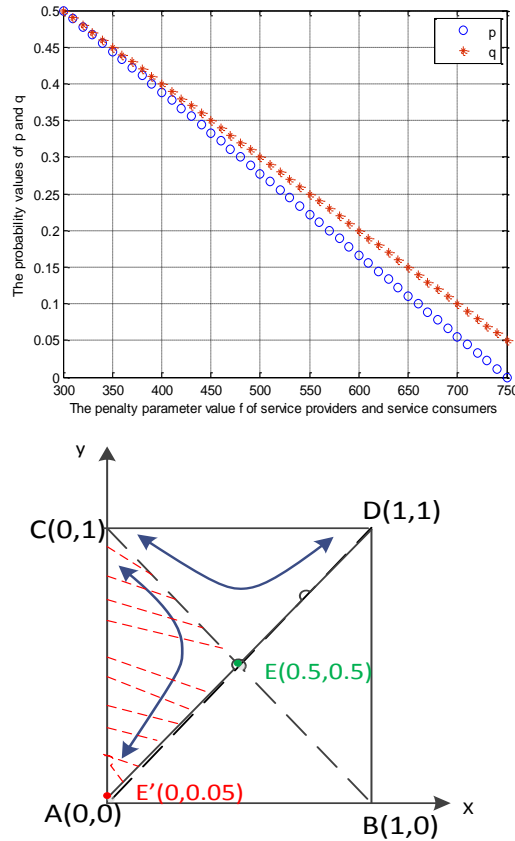 The probability values of p and q
0.5
0.45
0.4
0.35
0.3
0.25
0.2
0.15
0.1
0.05
0
p
q
300 350 400 450 500 550 600 650 700 750
The penalty parameter value f of service providers and service consumers
y
C(0,1)
D(1,1)
E(0.5,0.5)
E’(0,0.05)
A(0,0)
B(1,0)
x